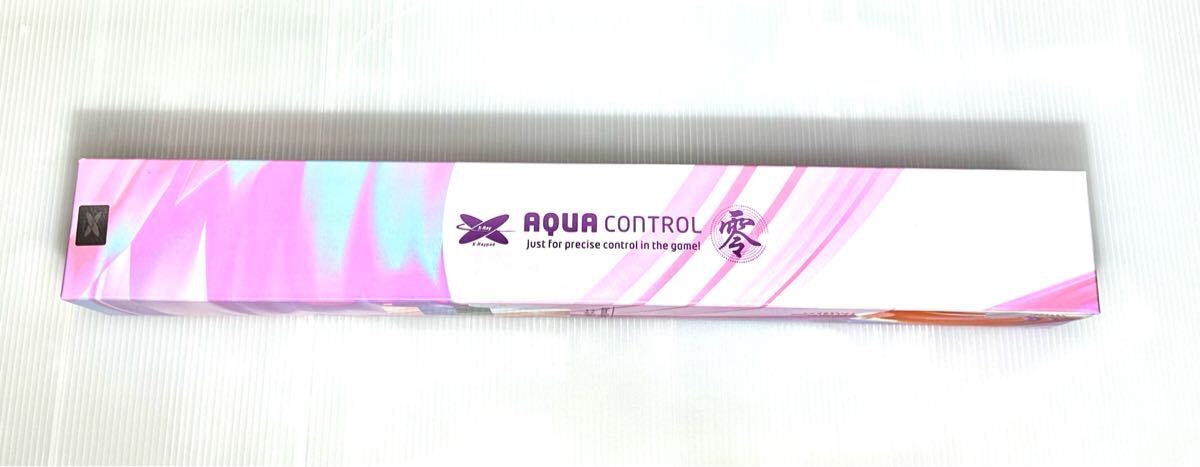 X-Ray
X-Raypad
AQUA CONTROL
Just for precise control in the game!
零